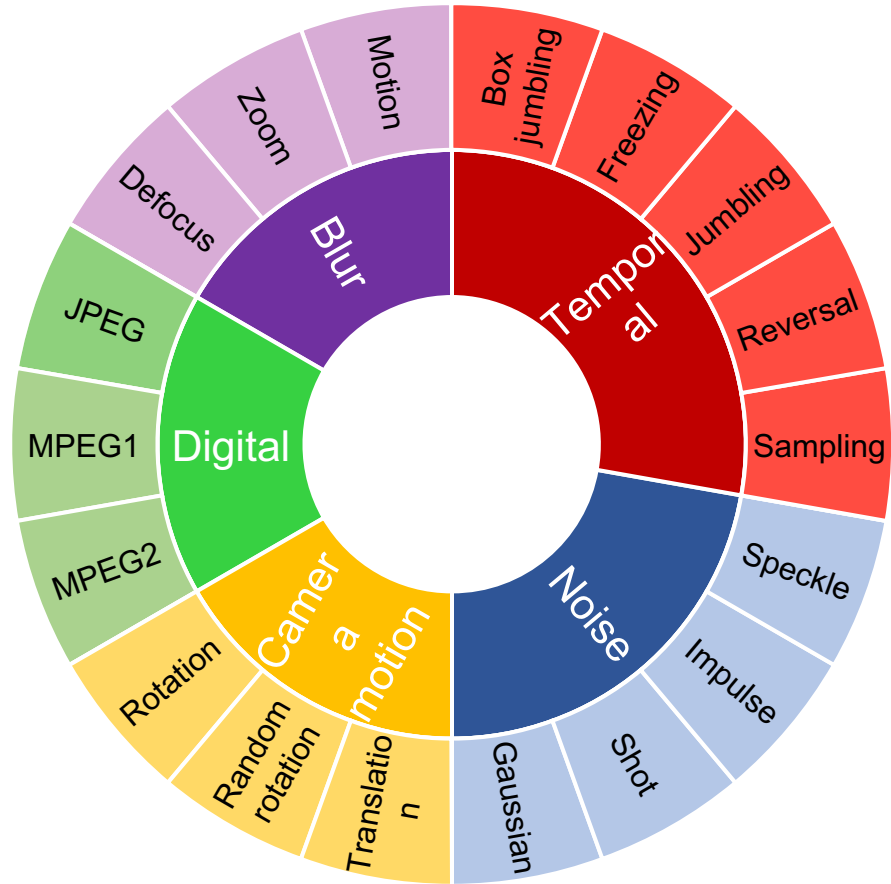 Box
jumbling
Freezing
Jumbling
Reversal
Sampling
Speckle
Impulse
Shot
Gaussian
Translatio
n
Random
rotation
Rotation
MPEG2
MPEG1
JPEG
Defocus
Zoom
Motion
Tempor
al
Noise
Camer
a
motion
Digital
Blur